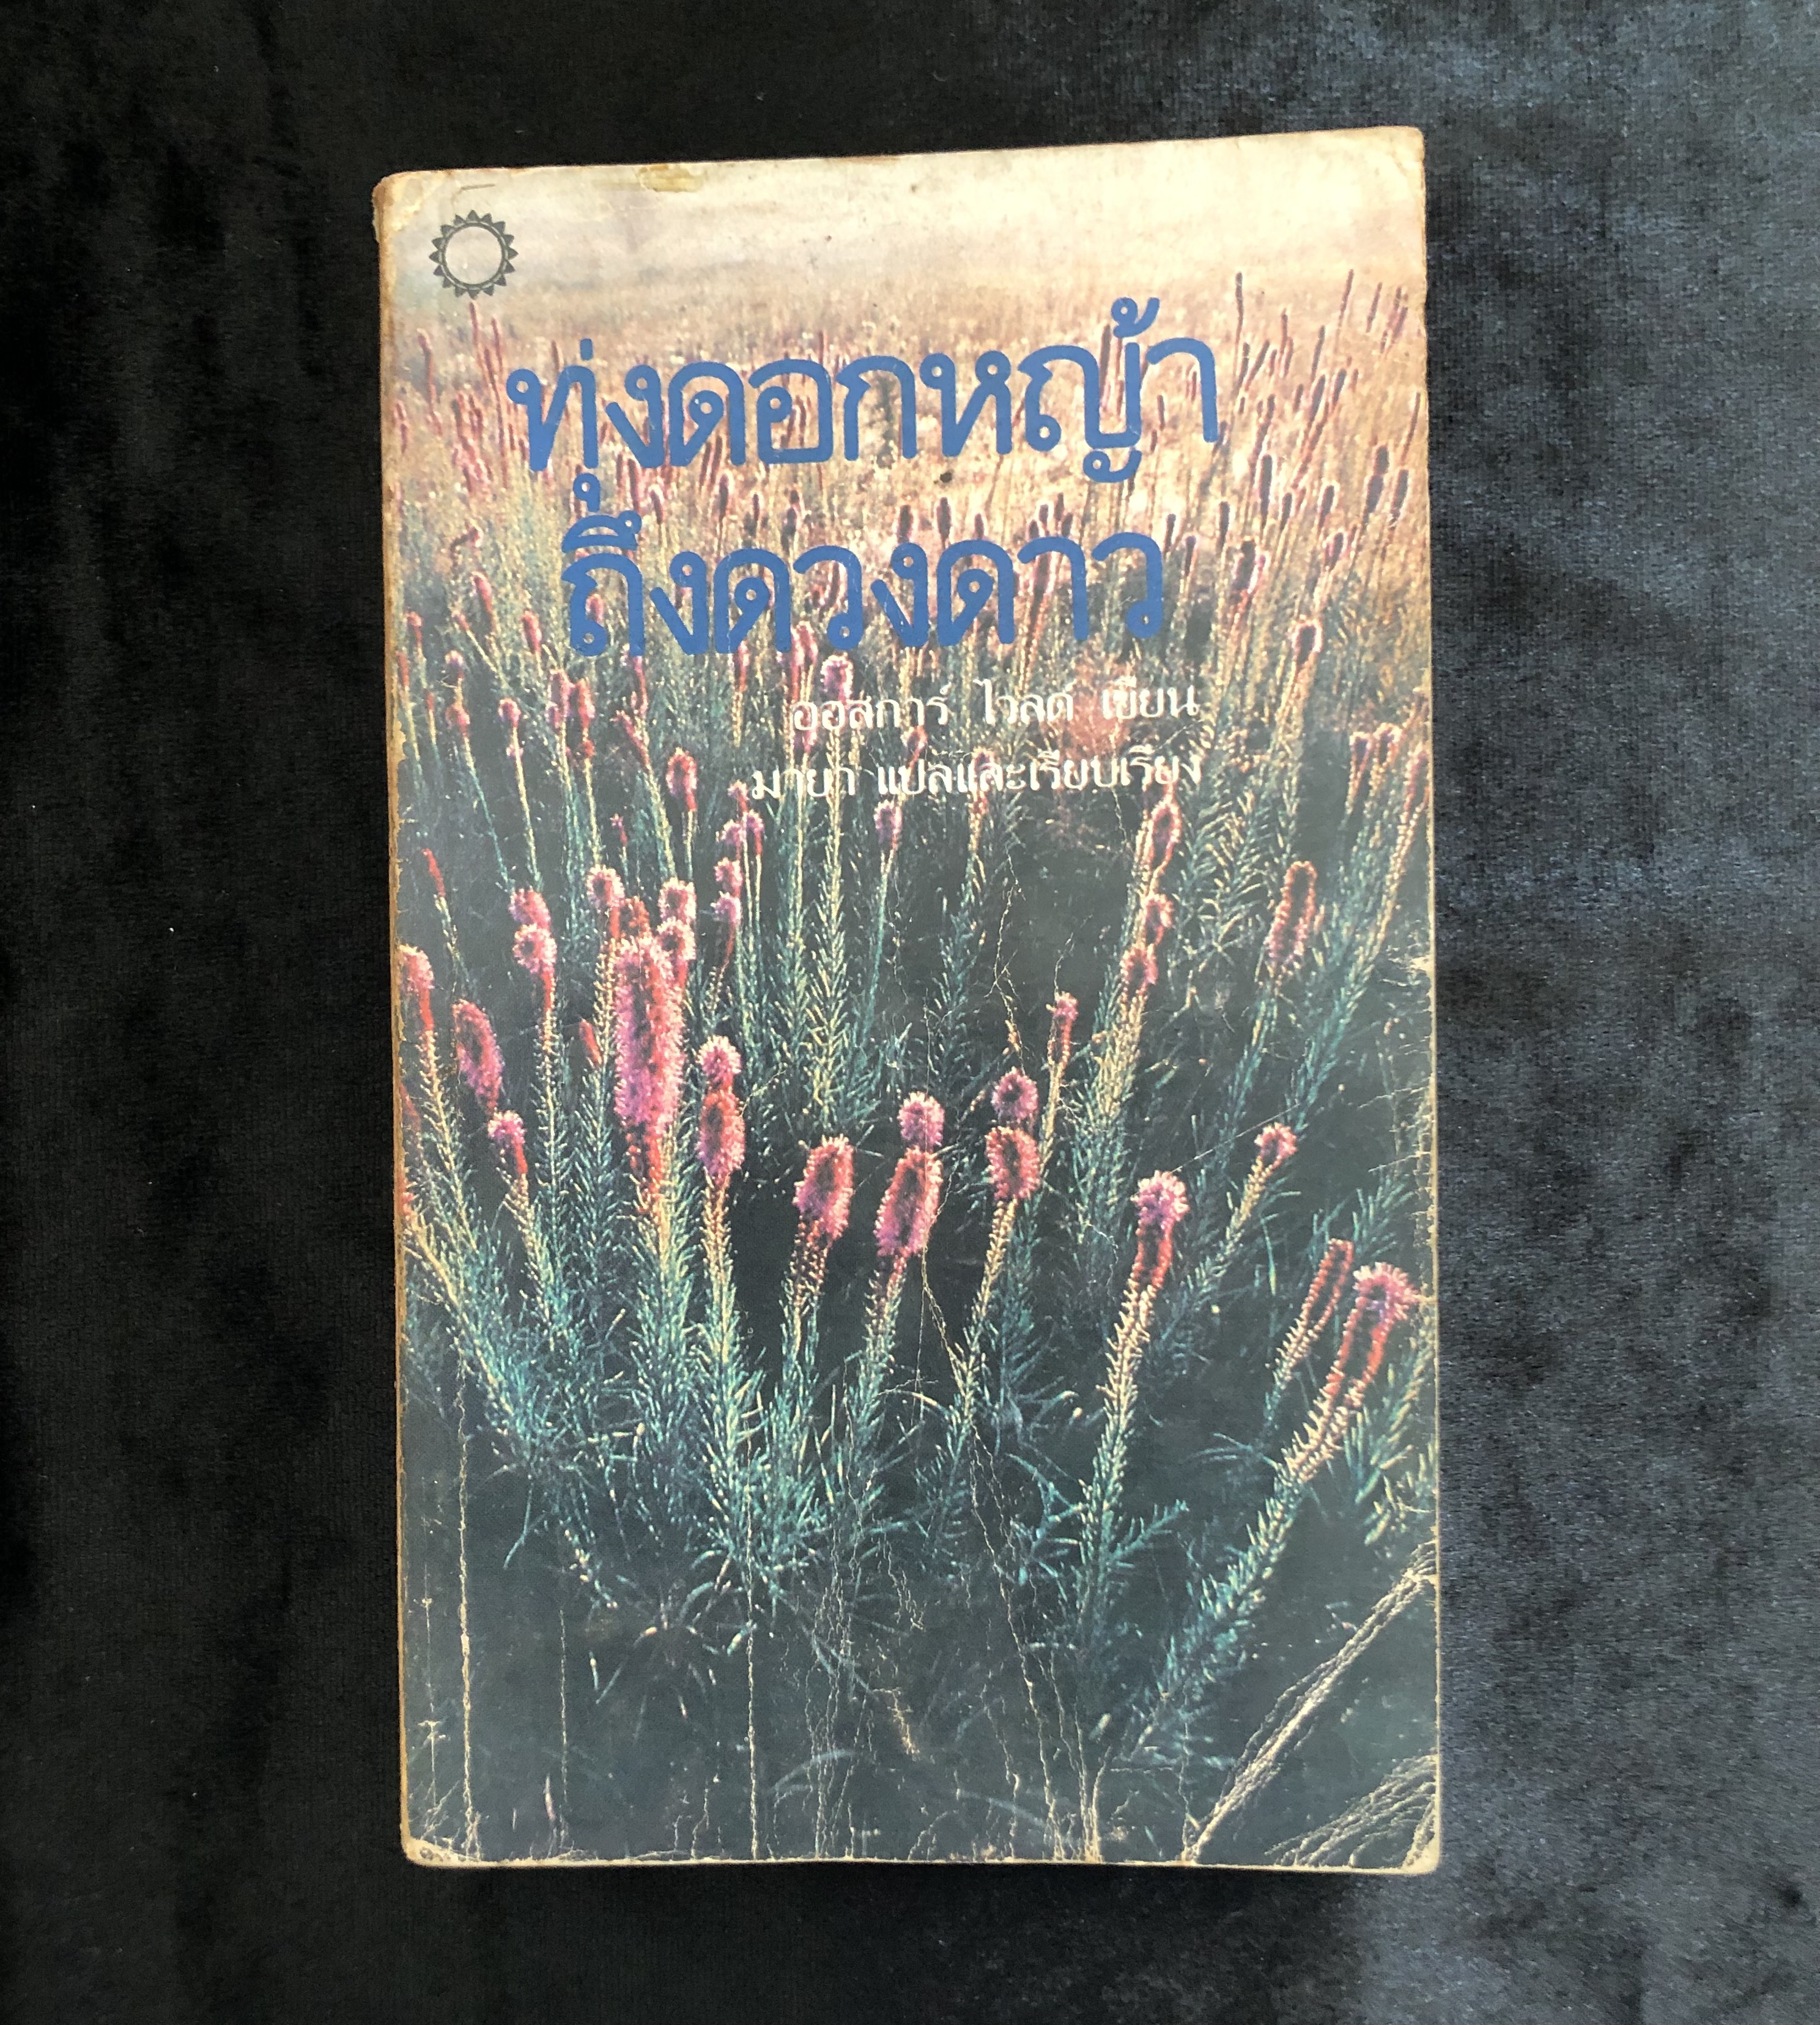 ทุ่งดอกหญ้า
ถึงดวงดาว
ออสการ์ ไวลด์ เขียน
มายา แปลและเรียบเรียง